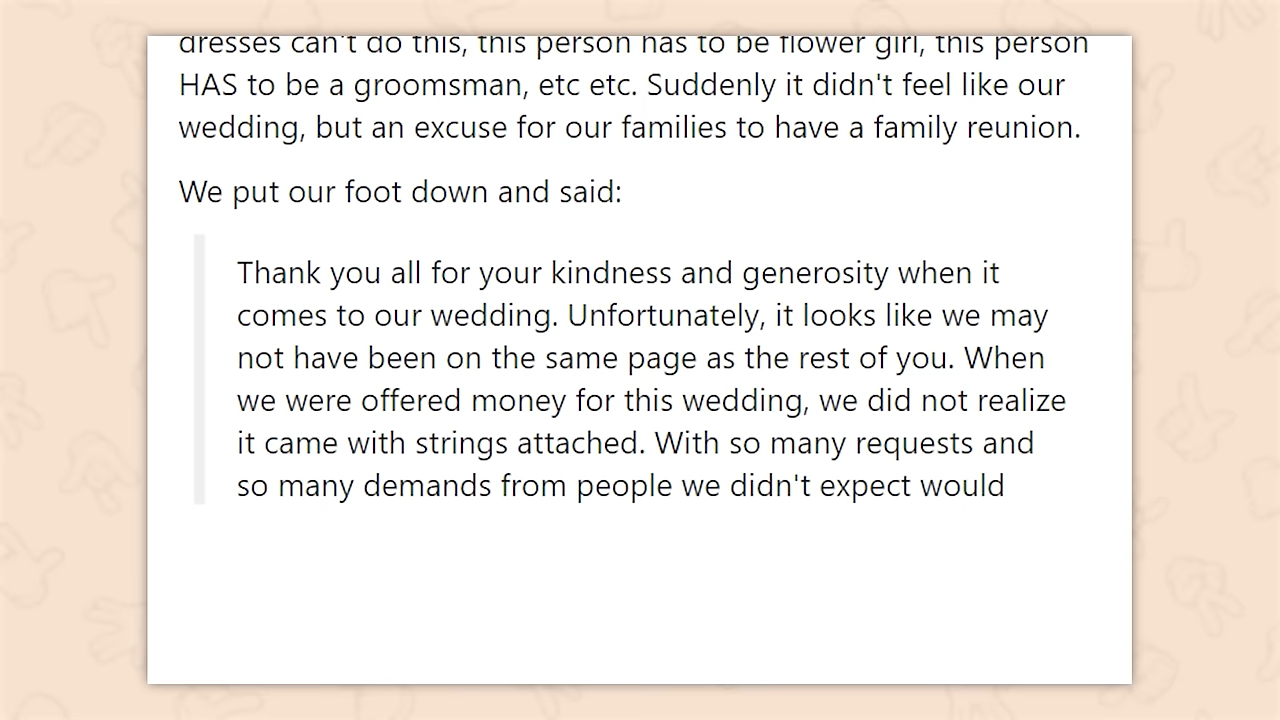 dresses can't do this, this person has to be flower girl, this person
HAS to be a groomsman, etc etc. Suddenly it didn't feel like our
wedding, but an excuse for our families to have a family reunion.
We put our foot down and said:
Thank you all for your kindness and generosity when it
comes to our wedding. Unfortunately, it looks like we may
not have been on the same page as the rest of you. When
we were offered money for this wedding, we did not realize
it came with strings attached. With so many requests and
so many demands from people we didn't expect would